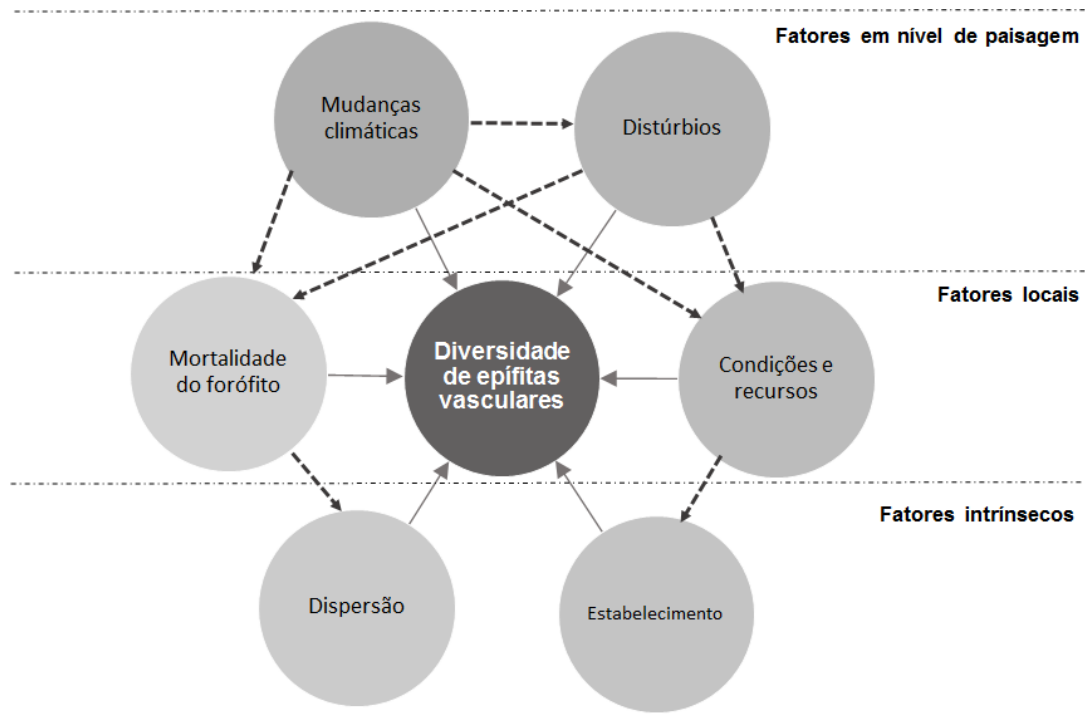 Fatores em nível de paisagem
Mudanças
climáticas
Distúrbios
Fatores locais
Mortalidade
do forófito
Diversidade
de epífitas
vasculares
Condições e
recursos
Fatores intrínsecos
Dispersão
Estabelecimento